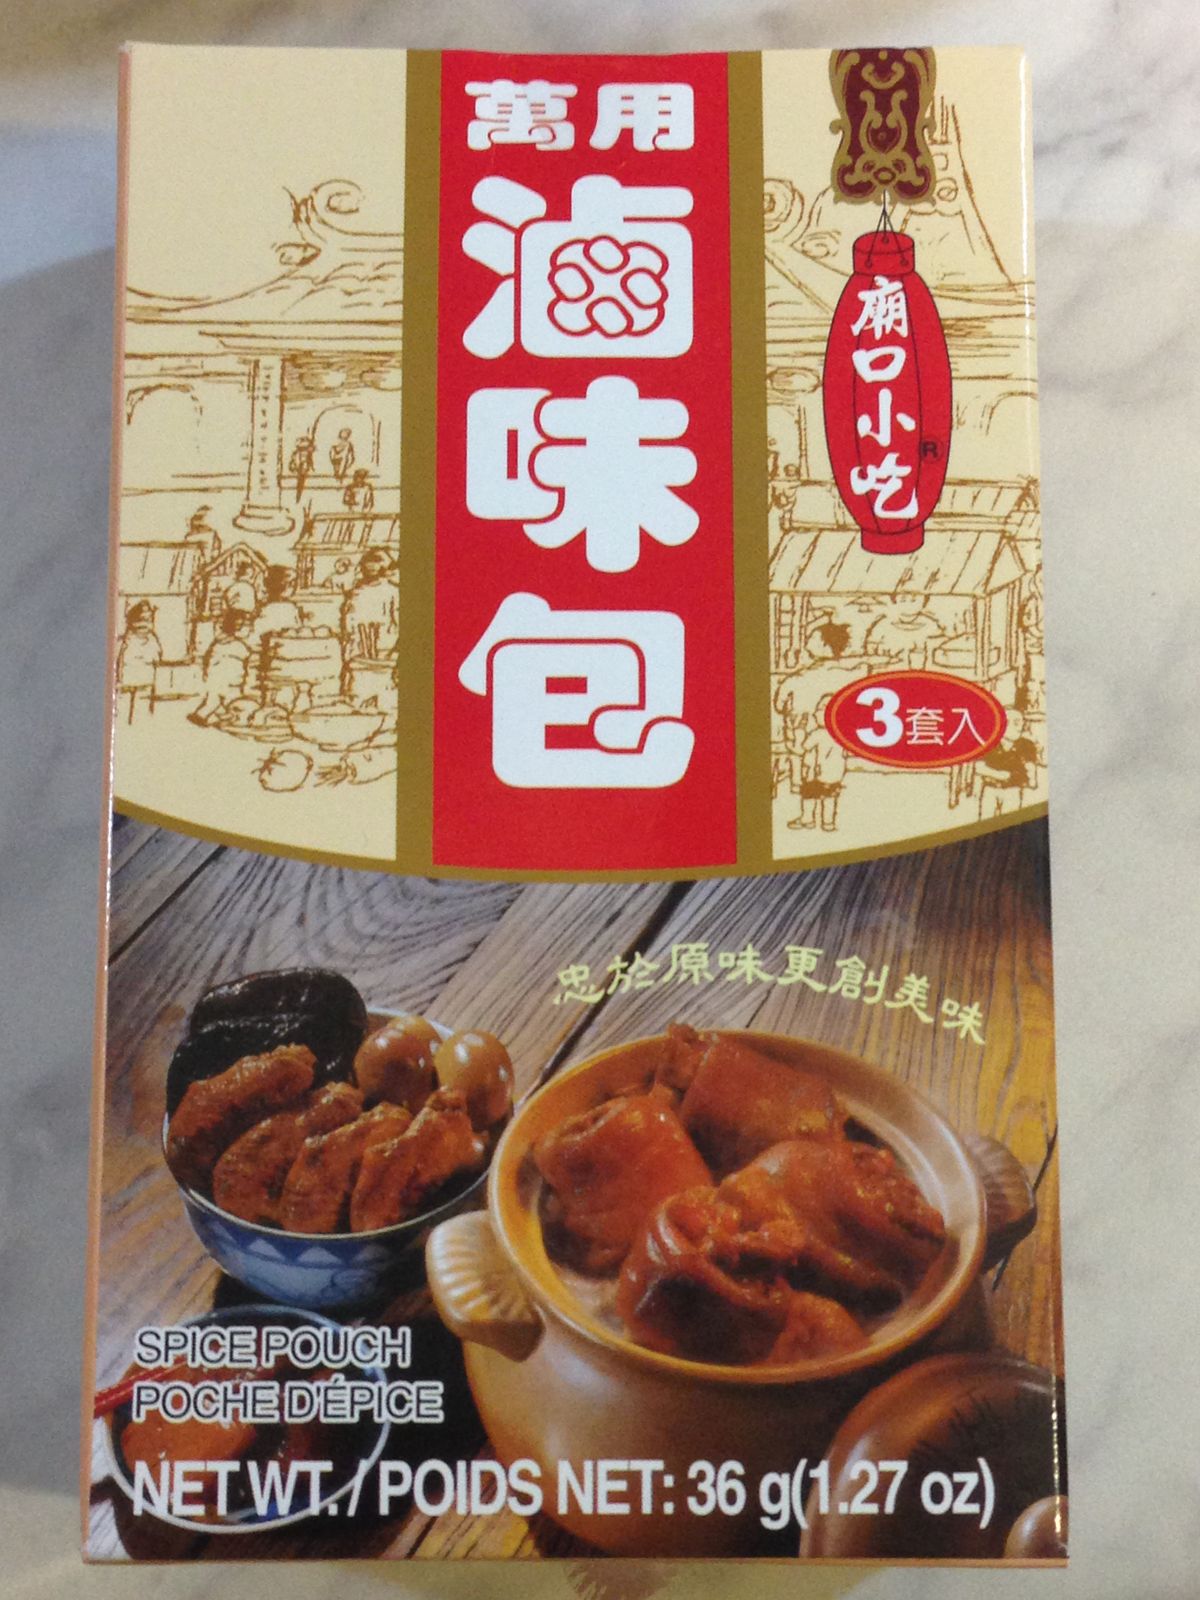 萬用
滷味包
廟口小吃
®
3套入
忠於原味更創美味
SPICE POUCH
POCHE D'ÉPICE
NET WT. / POIDS NET: 36 g(1.27 oz)